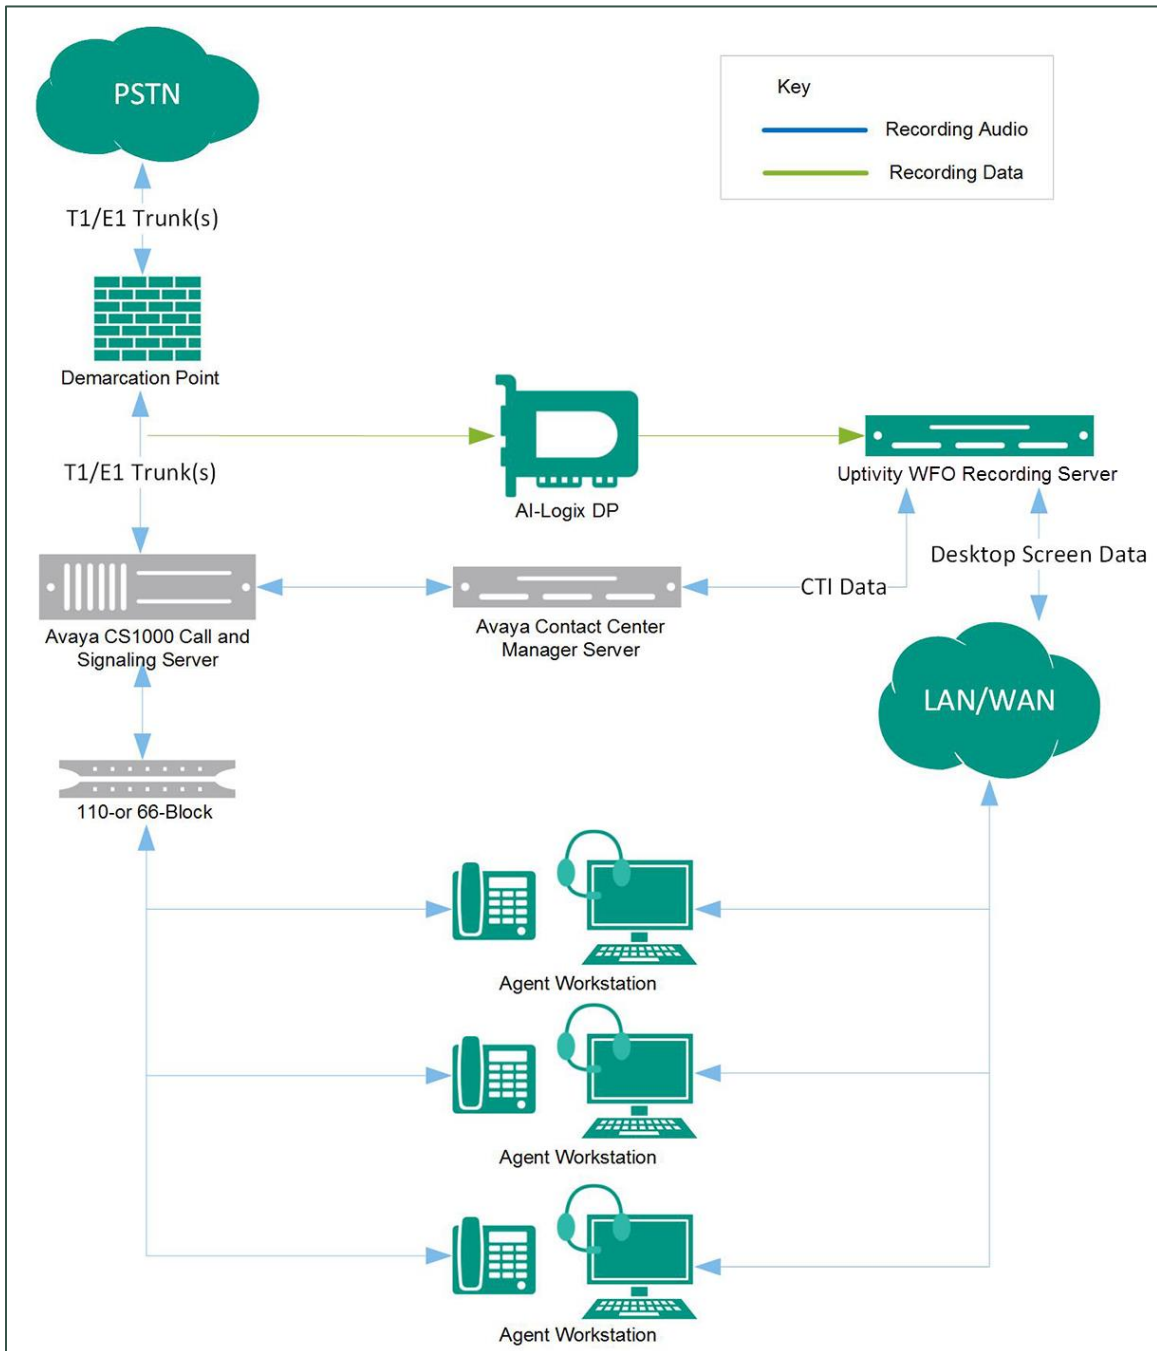 PSTN
Key
Recording Audio
Recording Data
T1/E1 Trunk(s)
Demarcation Point
T1/E1 Trunk(s)
AI-Logix DP
Uptivity WFO Recording Server
Desktop Screen Data
CTI Data
Avaya CS1000 Call and
Signaling Server
Avaya Contact Center
Manager Server
LAN/WAN
110-or 66-Block
Agent Workstation
Agent Workstation
Agent Workstation